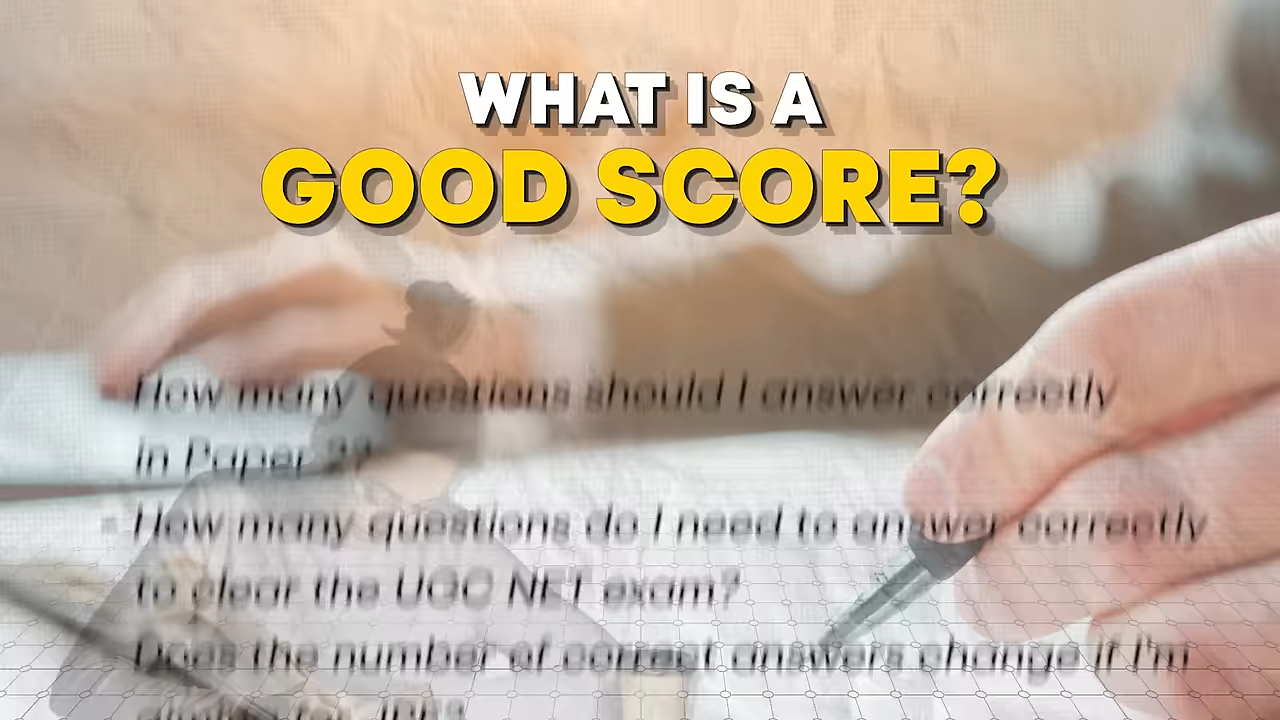 WHAT IS A
GOOD SCORE?
How many questions should I answer correctly
in Paper 2?
How many questions do I need to answer correctly
to clear the UGC NET exam?
Does the number of correct answers change if I'm